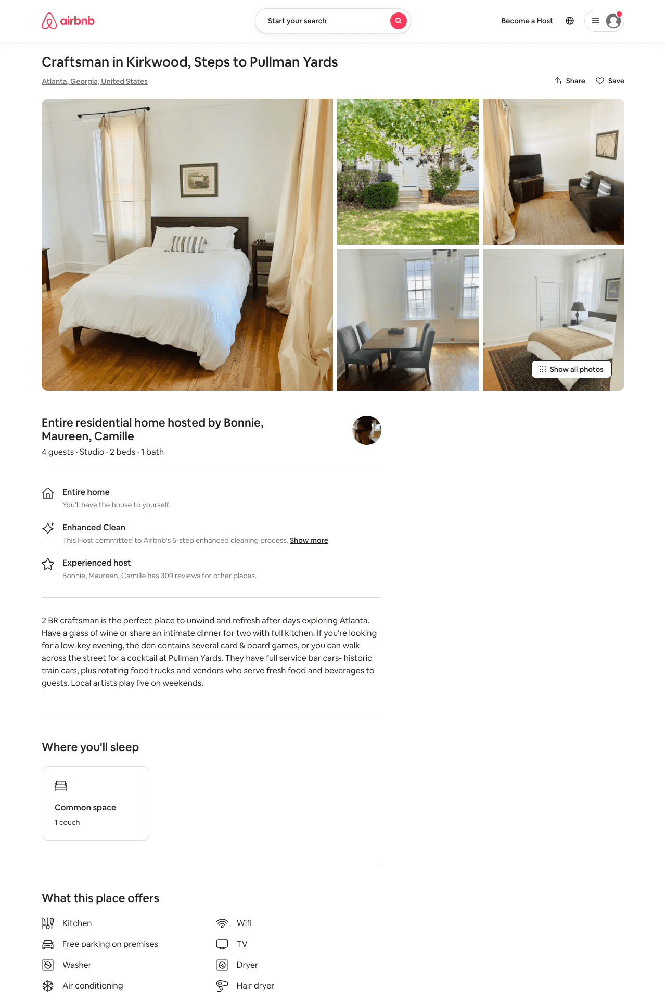 airbnb
Start your search
Become a Host
Craftsman in Kirkwood, Steps to Pullman Yards
Atlanta, Georgia, United States
Share
Save
Show all photos
Entire residential home hosted by Bonnie,
Maureen, Camille
4 guests · Studio · 2 beds · 1 bath
Entire home
You'll have the house to yourself.
Enhanced Clean
This Host committed to Airbnb's 5-step enhanced cleaning process. Show more
Experienced host
Bonnie, Maureen, Camille has 309 reviews for other places.
2 BR craftsman is the perfect place to unwind and refresh after days exploring Atlanta.
Have a glass of wine or share an intimate dinner for two with full kitchen. If you're looking
for a low-key evening, the den contains several card & board games, or you can walk
across the street for a cocktail at Pullman Yards. They have full service bar cars- historic
train cars, plus rotating food trucks and vendors who serve fresh food and beverages to
guests. Local artists play live on weekends.
Where you'll sleep
Common space
1 couch
What this place offers
Kitchen
Wifi
Free parking on premises
TV
Washer
Dryer
Air conditioning
Hair dryer